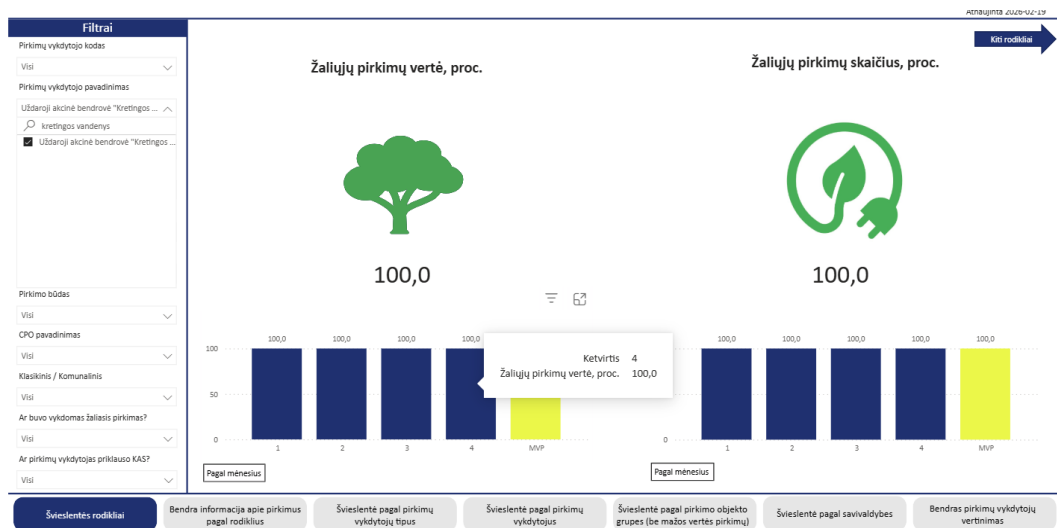 Atnaujinta 2026-02-19
Filtrai
Kiti rodikliai
Pirkimų vykdytojo kodas
Visi
Pirkimų vykdytojo pavadinimas
Uždaroji akcinė bendrovė "Kretingos ...
kretingos vandenys
Uždaroji akcinė bendrovė "Kretingos ...
Pirkimo būdas
Visi
CPO pavadinimas
Visi
Klasikinis / Komunalinis
Visi
Ar buvo vykdomas žaliasis pirkimas?
Visi
Ar pirkimų vykdytojas priklauso KAS?
Visi
Žaliųjų pirkimų vertė, proc.
100,0
100,0 100,0 100,0 100,0
100
50
0
1 2 3 4 MVP
Ketvirtis 4
Žaliųjų pirkimų vertė, proc. 100,0
Pagal mėnesius
Žaliųjų pirkimų skaičius, proc.
100,0
100,0 100,0 100,0 100,0 100,0
0
1 2 3 4 MVP
Pagal mėnesius
Švieslentės rodikliai
Bendra informacija apie pirkimus
pagal rodiklius
Švieslentė pagal pirkimų
vykdytojų tipus
Švieslentė pagal pirkimų
vykdytojus
Švieslentė pagal pirkimo objekto
grupes (be mažos vertės pirkimų)
Švieslentė pagal savivaldybes
Bendras pirkimų vykdytojų
vertinimas